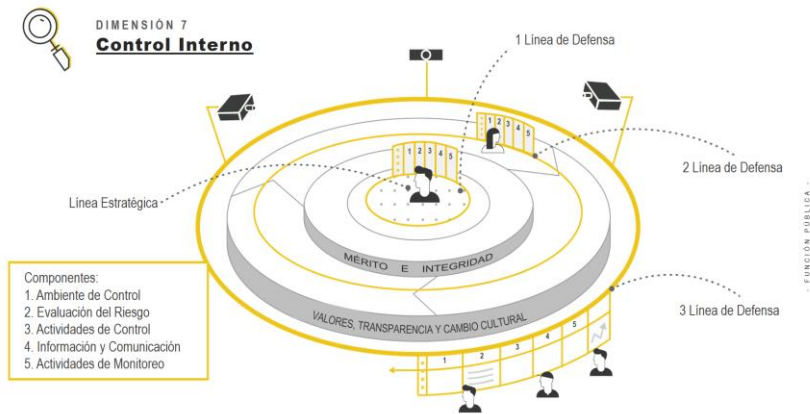 DIMENSIÓN 7
Control Interno
1 Linea de Defensa
1 2 3 4 5
1 2 3 4 5
2 Linea de Defensa
Línea Estratégica
- FUNCIÓN PÚBLICA -
MÉRITO E INTEGRIDAD
VALORES, TRANSPARENCIA Y CAMBIO CULTURAL
3 Linea de Defensa
Componentes:
1. Ambiente de Control
2. Evaluación del Riesgo
3. Actividades de Control
4. Información y Comunicación
5. Actividades de Monitoreo
1 2 3 4 5